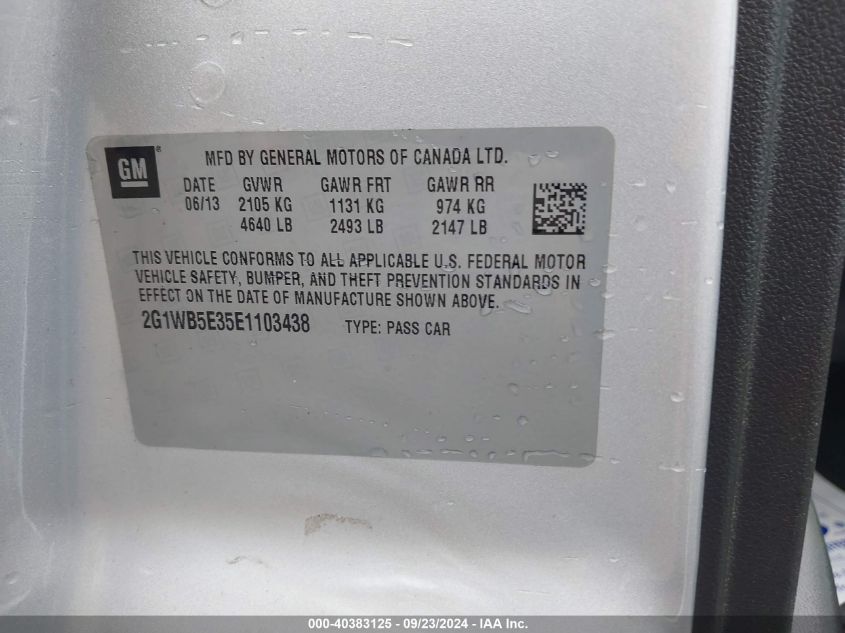 GM ®
MFD BY GENERAL MOTORS OF CANADA LTD.
DATE GVWR GAWR FRT GAWR RR
06/13 2105 KG 1131 KG 974 KG
4640 LB 2493 LB 2147 LB
THIS VEHICLE CONFORMS TO ALL APPLICABLE U.S. FEDERAL MOTOR
VEHICLE SAFETY, BUMPER, AND THEFT PREVENTION STANDARDS IN
EFFECT ON THE DATE OF MANUFACTURE SHOWN ABOVE.
2G1WB5E35E1103438 TYPE: PASS CAR
000-40383125 - 09/23/2024 - IAA Inc.